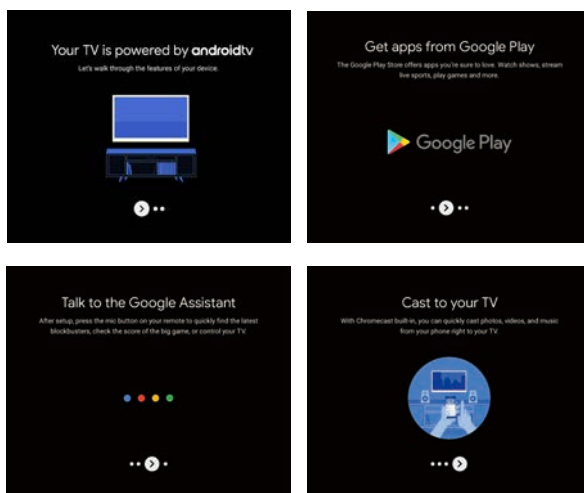 Your TV is powered by androidtv
Let's walk through the features of your device.
Get apps from Google Play
The Google Play Store offers apps you're sure to love. Watch shows, stream
live sports, play games and more.
Google Play
Talk to the Google Assistant
After setup, press the mic button on your remote to quickly find the latest
blockbusters, check the score of the big game, or control your TV.
Cast to your TV
With Chromecast built-in, you can quickly cast photos, videos, and music
from your phone right to your TV.